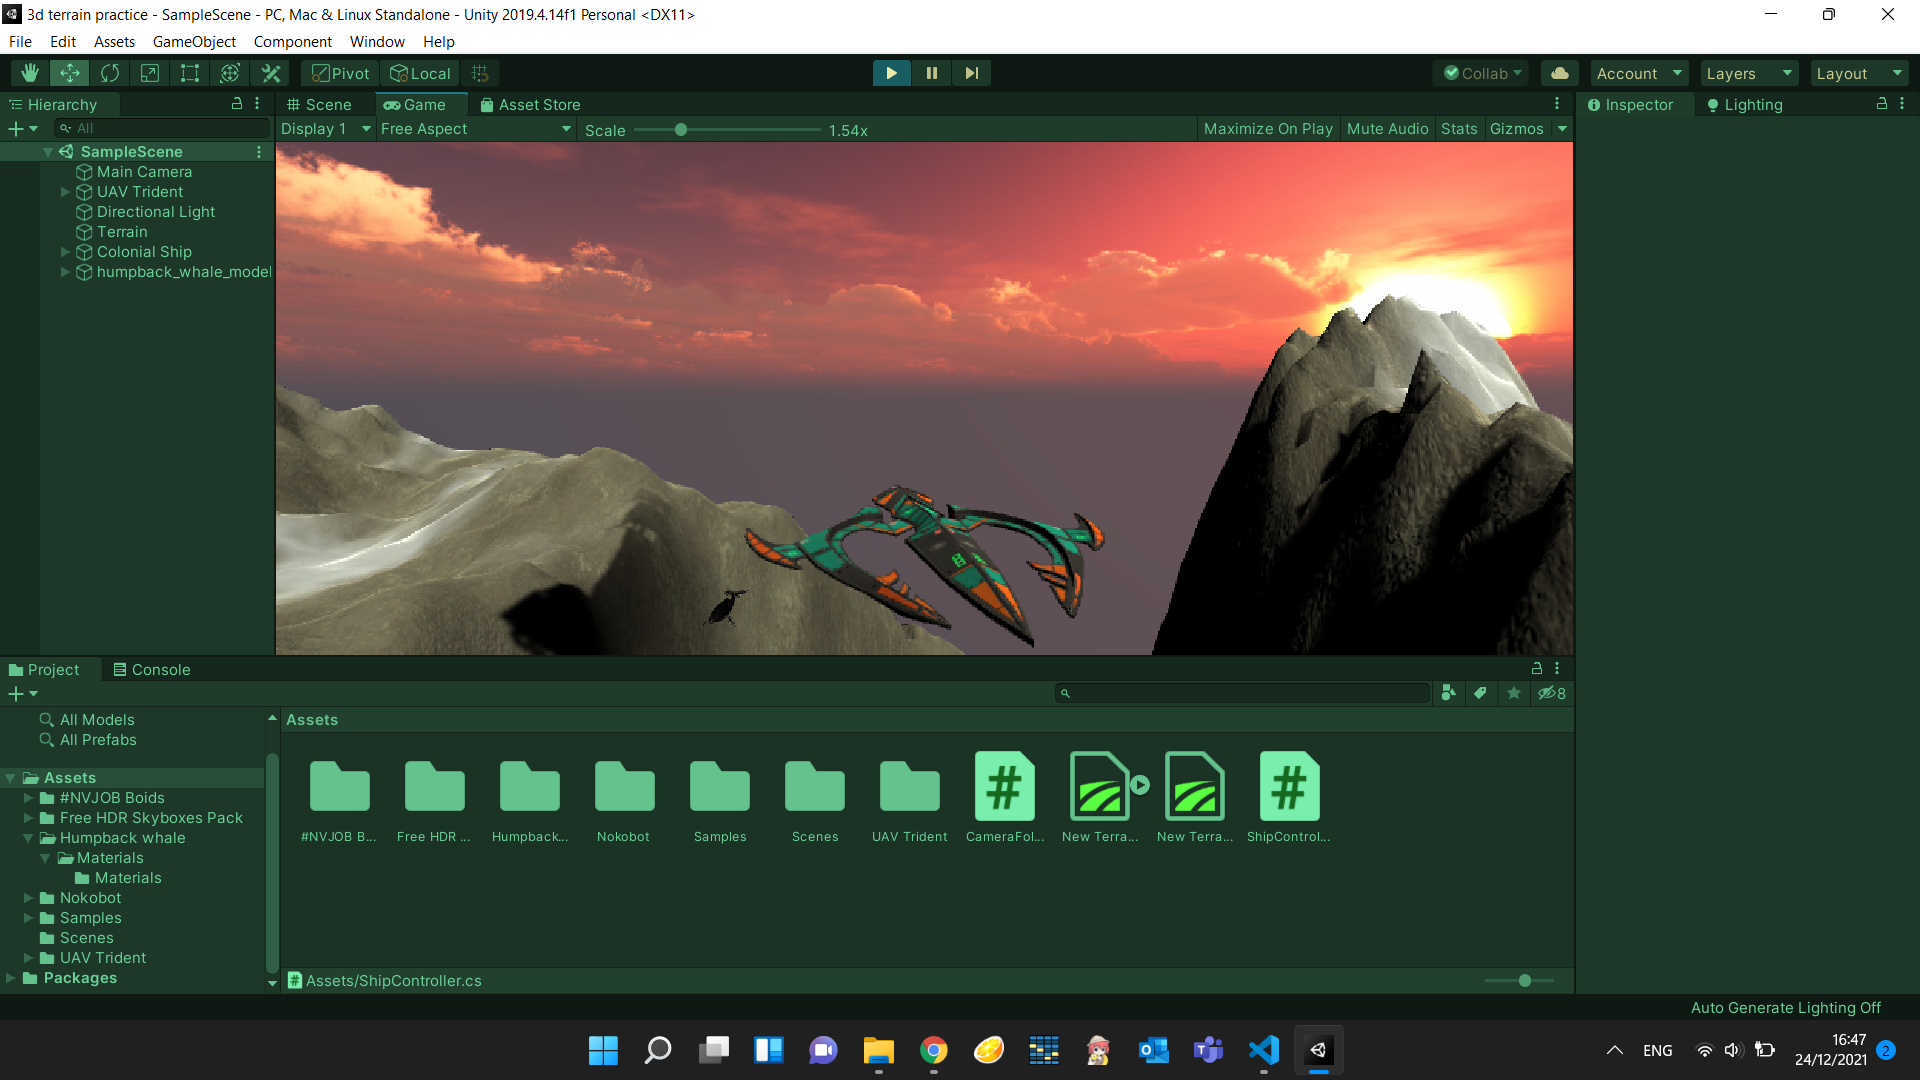 3d terrain practice - SampleScene - PC, Mac & Linux Standalone - Unity 2019.4.14f1 Personal <DX11>
File Edit Assets GameObject Component Window Help
Pivot Local Collab Account Layers Layout
Hierarchy Scene Game Asset Store Inspector Lighting
All Display 1 Free Aspect Scale 1.54x Maximize On Play Mute Audio Stats Gizmos
SampleScene
Main Camera
UAV Trident
Directional Light
Terrain
Colonial Ship
humpback_whale_model
Project Console
8
All Models
All Prefabs
Assets
#NVJOB Boids
Free HDR Skyboxes Pack
Humpback whale
Materials
Materials
Nokobot
Samples
Scenes
UAV Trident
Packages
Assets
#NVJOB B... Free HDR ... Humpback... Nokobot Samples Scenes UAV Trident CameraFol... New Terra... New Terra... ShipControl...
Assets/ShipController.cs
Auto Generate Lighting Off
ENG 16:47
24/12/2021 2